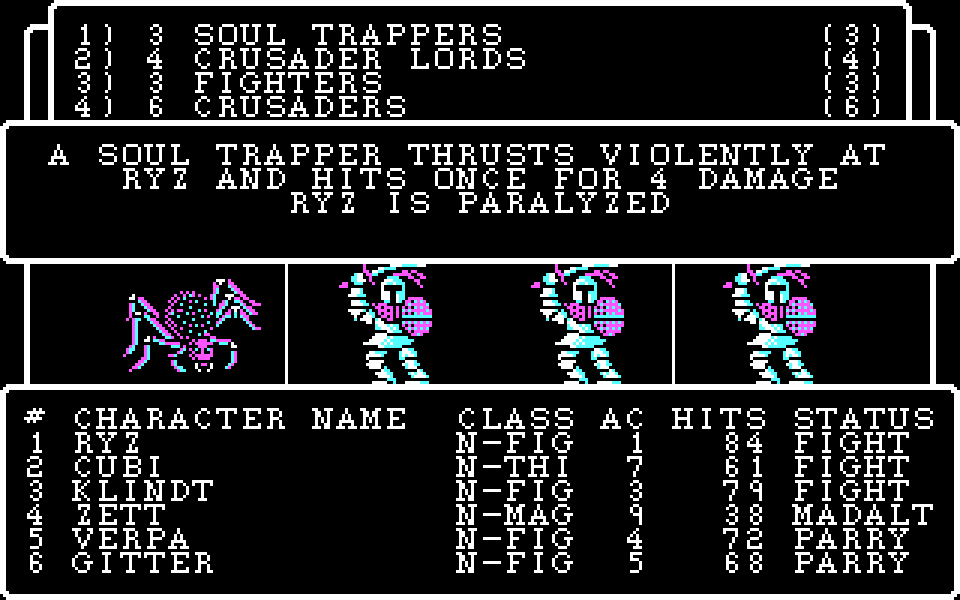 1) 3 SOUL TRAPPERS (3)
2) 4 CRUSADER LORDS (4)
3) 3 FIGHTERS (3)
4) 6 CRUSADERS (6)
A SOUL TRAPPER THRUSTS VIOLENTLY AT
RYZ AND HITS ONCE FOR 4 DAMAGE
RYZ IS PARALYZED
# CHARACTER NAME CLASS AC HITS STATUS
1 RYZ N-FIG 1 84 FIGHT
2 CUBI N-THI 7 61 FIGHT
3 KLINDT N-FIG 3 79 FIGHT
4 ZETT N-MAG 9 38 MADALT
5 VERPA N-FIG 4 72 PARRY
6 GITTER N-FIG 5 68 PARRY